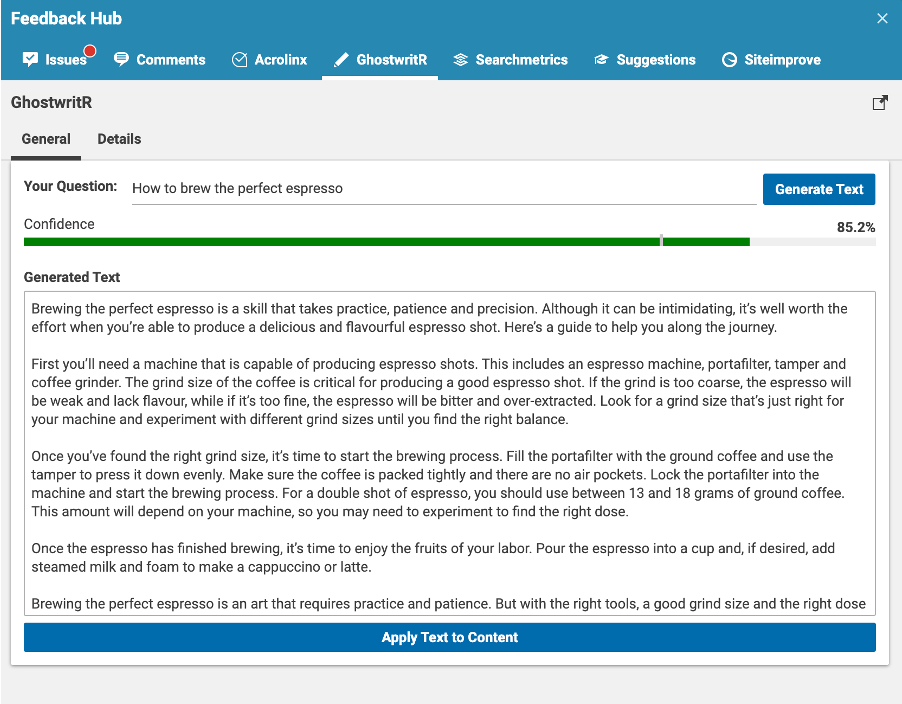 Feedback Hub
Issues Comments Acrolinx GhostwritR Searchmetrics Suggestions Siteimprove
GhostwritR
General Details
Your Question: How to brew the perfect espresso Generate Text
Confidence 85.2%
Generated Text
Brewing the perfect espresso is a skill that takes practice, patience and precision. Although it can be intimidating, it's well worth the
effort when you're able to produce a delicious and flavourful espresso shot. Here's a guide to help you along the journey.
First you'll need a machine that is capable of producing espresso shots. This includes an espresso machine, portafilter, tamper and
coffee grinder. The grind size of the coffee is critical for producing a good espresso shot. If the grind is too coarse, the espresso will
be weak and lack flavour, while if it's too fine, the espresso will be bitter and over-extracted. Look for a grind size that's just right for
your machine and experiment with different grind sizes until you find the right balance.
Once you've found the right grind size, it's time to start the brewing process. Fill the portafilter with the ground coffee and use the
tamper to press it down evenly. Make sure the coffee is packed tightly and there are no air pockets. Lock the portafilter into the
machine and start the brewing process. For a double shot of espresso, you should use between 13 and 18 grams of ground coffee.
This amount will depend on your machine, so you may need to experiment to find the right dose.
Once the espresso has finished brewing, it's time to enjoy the fruits of your labor. Pour the espresso into a cup and, if desired, add
steamed milk and foam to make a cappuccino or latte.
Brewing the perfect espresso is an art that requires practice and patience. But with the right tools, a good grind size and the right dose
Apply Text to Content